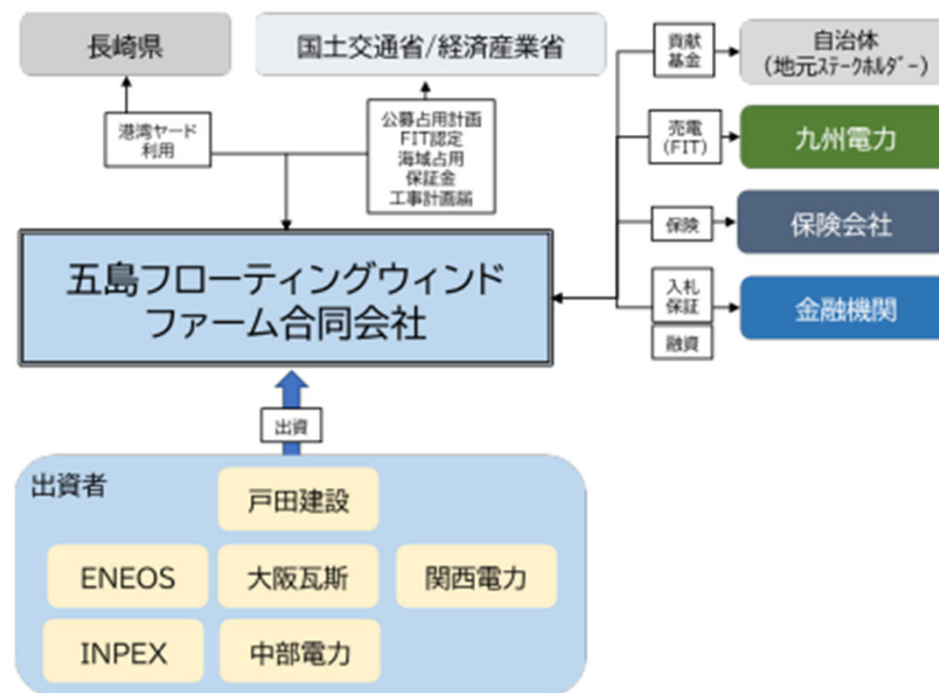 長崎県
国土交通省/経済産業省
貢献
基金
自治体
(地元ｽﾃｰｸﾎﾙﾀﾞｰ)
港湾ヤード
利用
公募占用計画
FIT認定
海域占用
保証金
工事計画届
売電
(FIT)
九州電力
保険
保険会社
五島フローティングウィンド
ファーム合同会社
入札
保証
融資
金融機関
出資
出資者
戸田建設
ENEOS
大阪瓦斯
関西電力
INPEX
中部電力